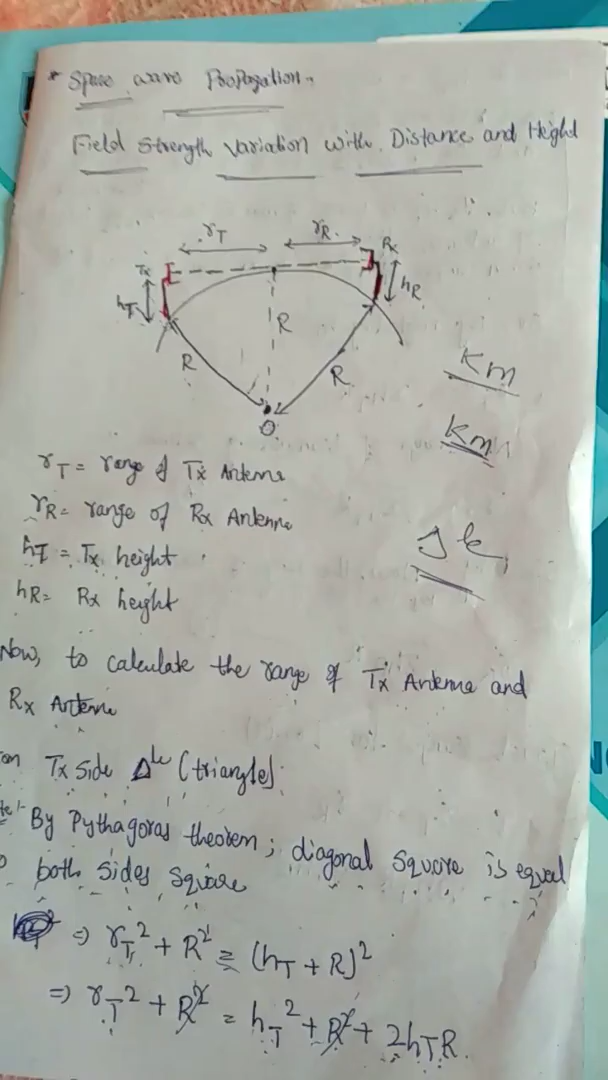 * Space wave Propagation.
Field Strength Variation with Distance and Height
rT
rR
Tx
Rx
hT
hR
R
R
R
O
Km
Km
rT = range of Tx Antenna
rR = range of Rx Antenna
hT = Tx height
hR = Rx height
Now, to calculate the range of Tx Antenna and
Rx Antenna
Tx side Δle (triangle);
By Pythagoras theorem; diagonal square is equal
both sides square
⇒ rT² + R² = (hT + R)²
⇒ rT² + R² = hT² + R² + 2hTR